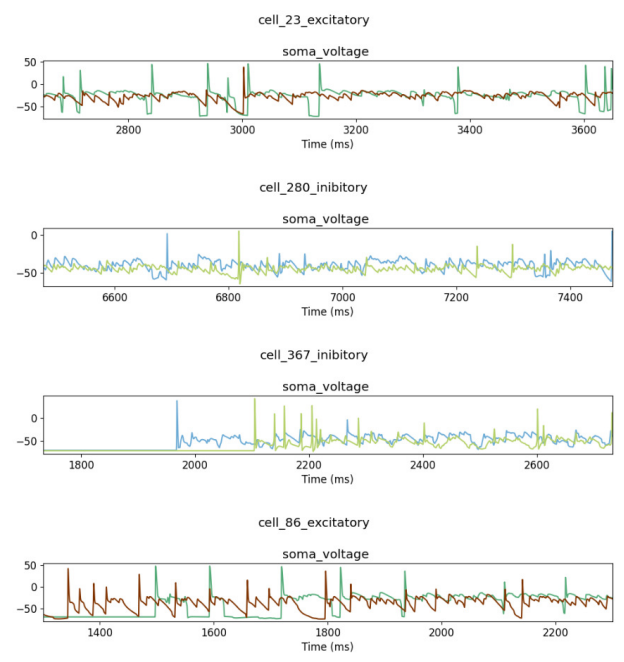 cell_23_excitatory
soma_voltage
50
0
−50
2800 3000 3200 3400 3600
Time (ms)
cell_280_inibitory
soma_voltage
0
−50
6600 6800 7000 7200 7400
Time (ms)
cell_367_inibitory
soma_voltage
0
−50
1800 2000 2200 2400 2600
Time (ms)
cell_86_excitatory
soma_voltage
50
0
−50
1400 1600 1800 2000 2200
Time (ms)